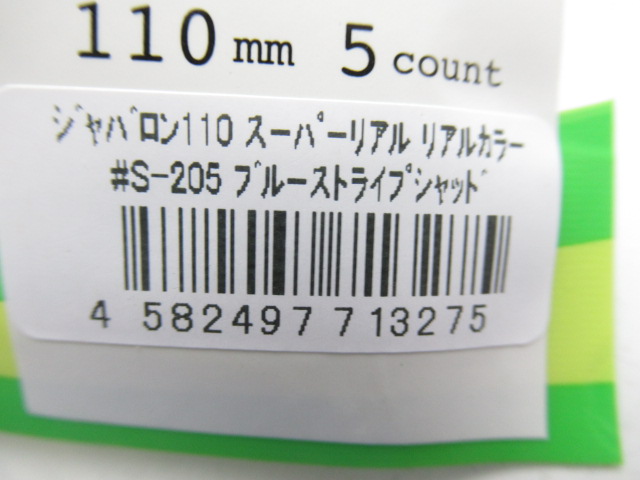 110mm 5 count
ｼﾞｬﾊﾞﾛﾝ110 ｽｰﾊﾟｰﾘｱﾙ ﾘｱﾙｶﾗｰ
#S-205 ﾌﾞﾙｰｽﾄﾗｲﾌﾟｼｬｯﾄﾞ
4 582497 713275